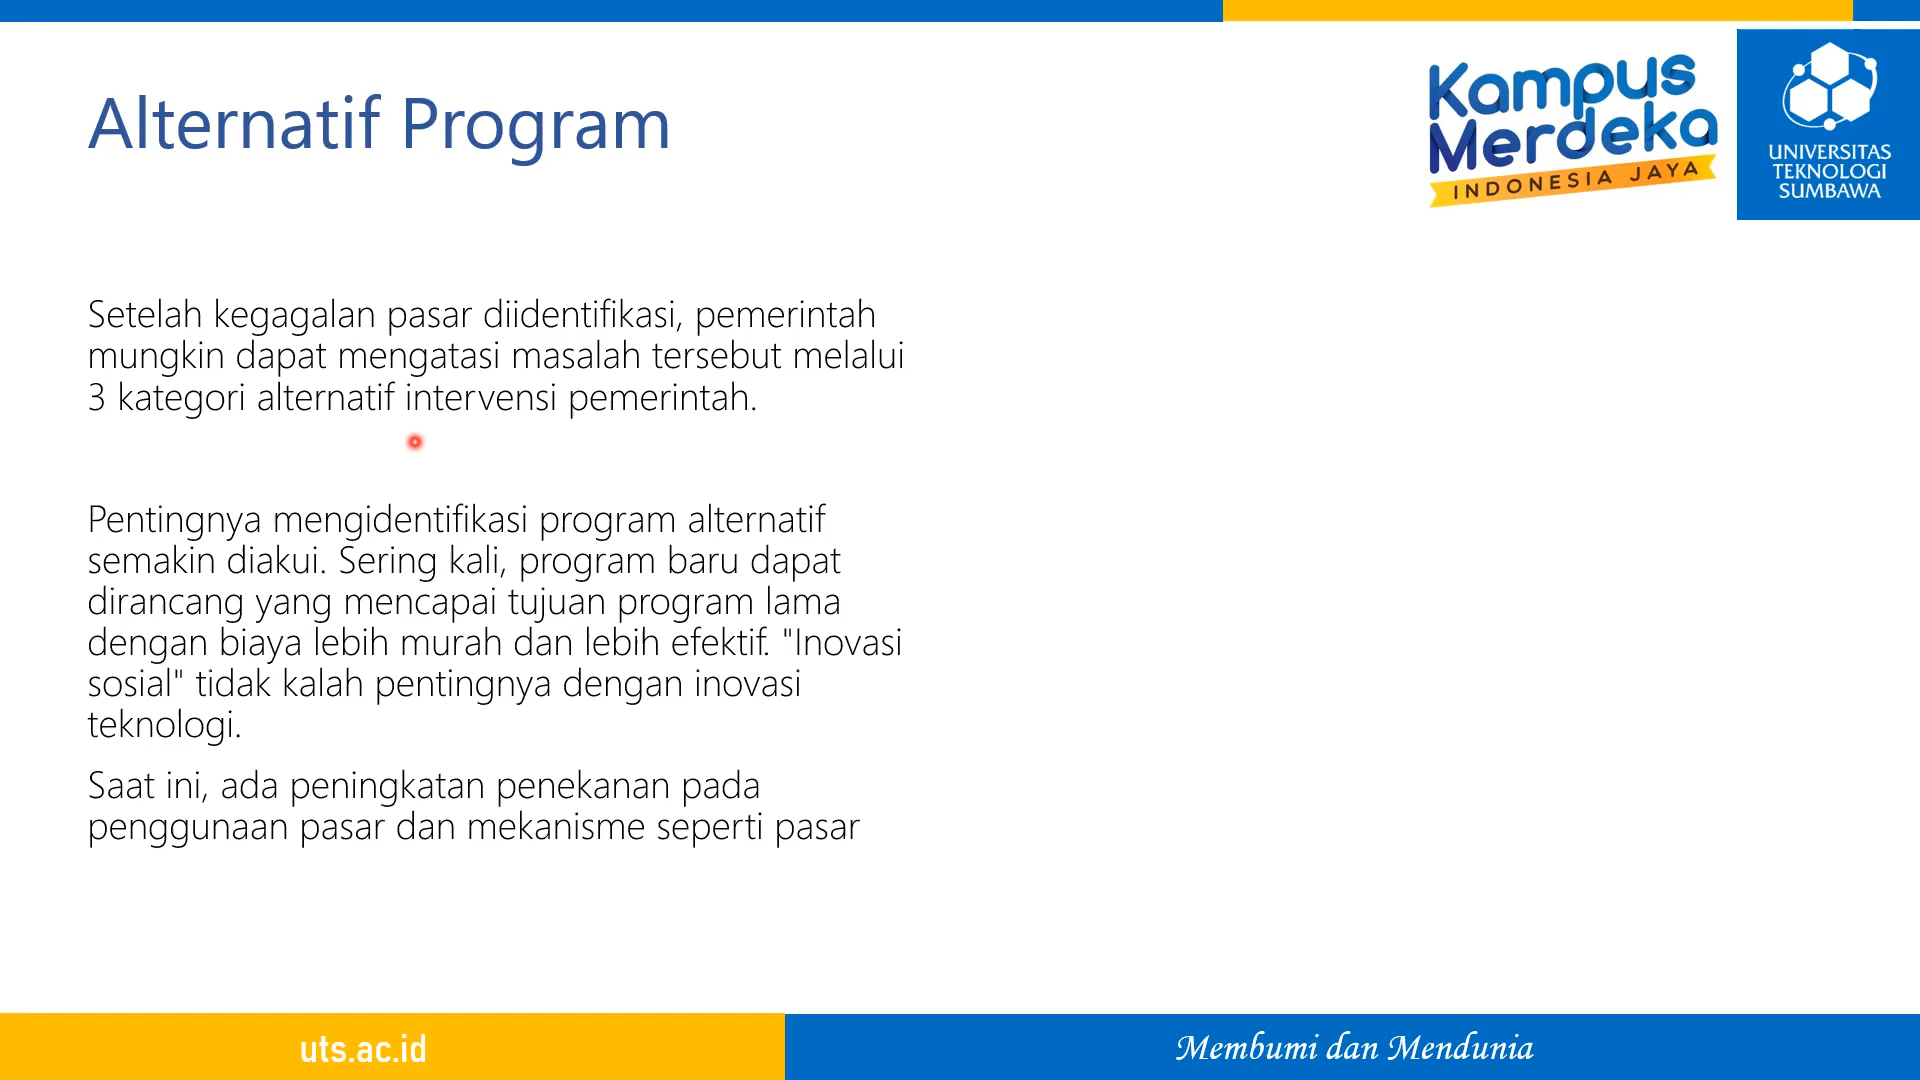 Kampus
Merdeka
INDONESIA JAYA
UNIVERSITAS
TEKNOLOGI
SUMBAWA
Alternatif Program
Setelah kegagalan pasar diidentifikasi, pemerintah
mungkin dapat mengatasi masalah tersebut melalui
3 kategori alternatif intervensi pemerintah.
Pentingnya mengidentifikasi program alternatif
semakin diakui. Sering kali, program baru dapat
dirancang yang mencapai tujuan program lama
dengan biaya lebih murah dan lebih efektif. "Inovasi
sosial" tidak kalah pentingnya dengan inovasi
teknologi.
Saat ini, ada peningkatan penekanan pada
penggunaan pasar dan mekanisme seperti pasar
uts.ac.id
Membumi dan Mendunia